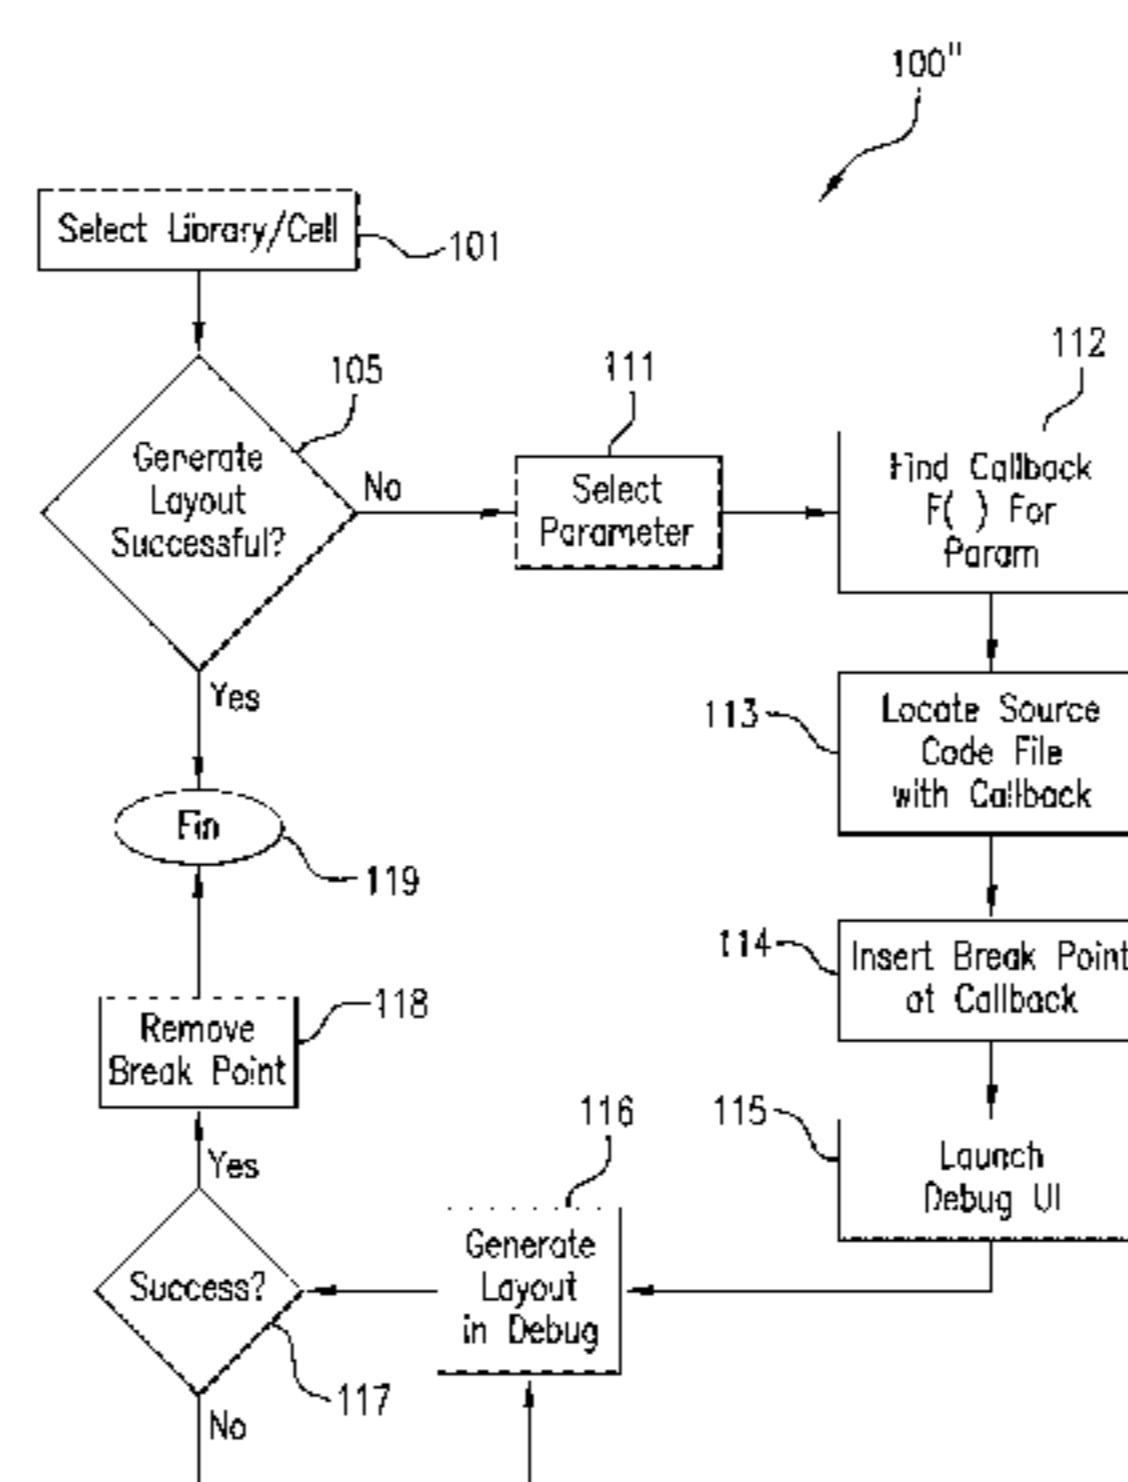 100"
Select Library/Cell
101
105
Generate
Layout
Successful?
No
Yes
111
Select
Parameter
112
Find Callback
F( ) For
Param
113
Locate Source
Code File
with Callback
Fin
119
114
Insert Break Point
at Callback
118
Remove
Break Point
115
Launch
Debug UI
116
Generate
Layout
in Debug
Yes
Success?
117
No